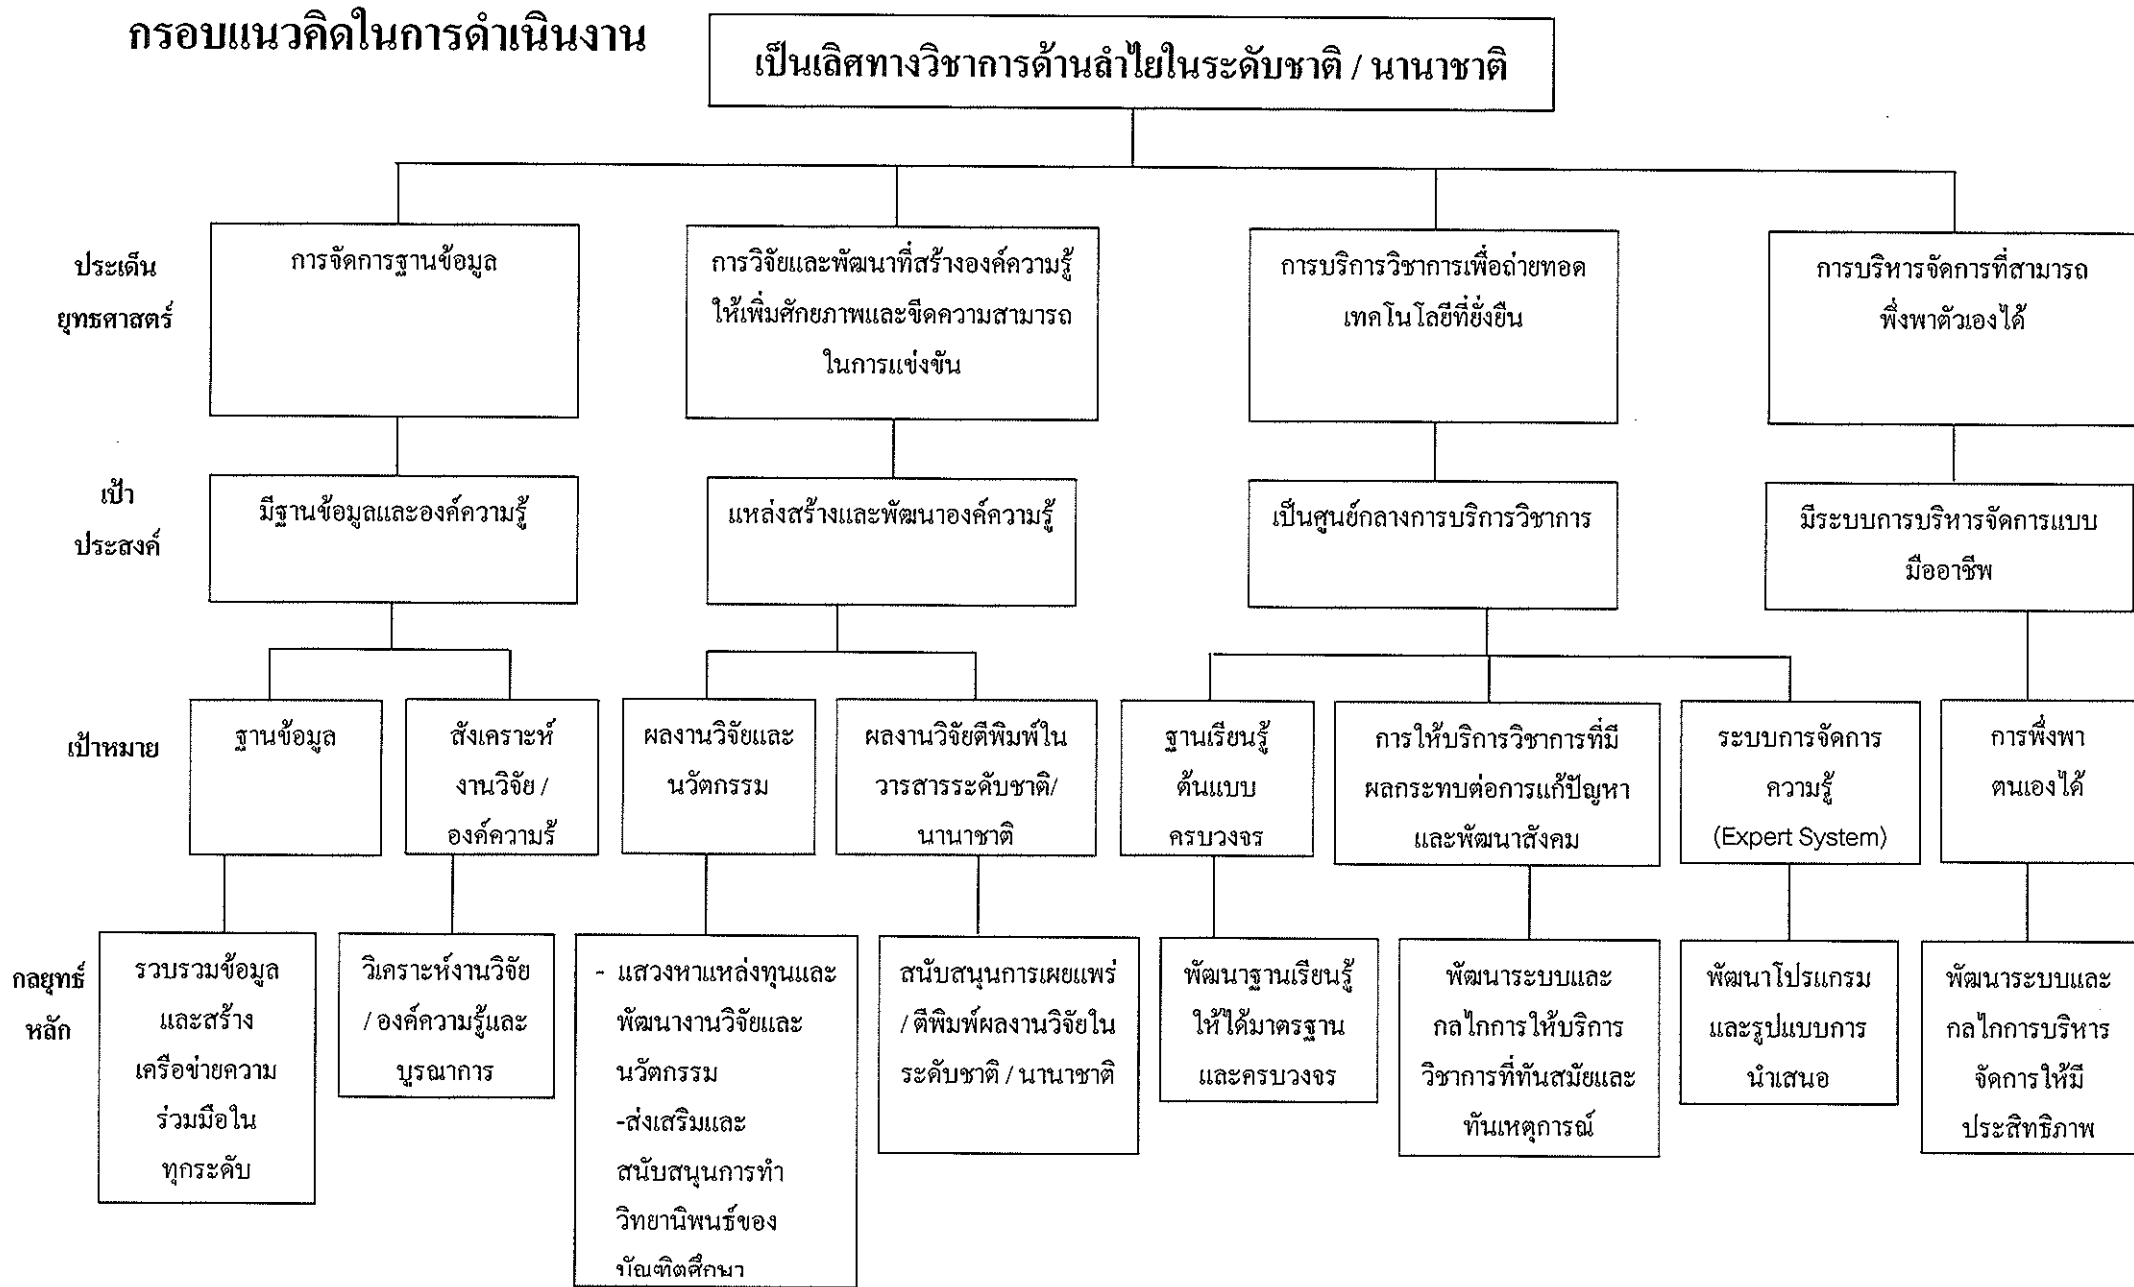 กรอบแนวคิดในการดำเนินงาน
เป็นเลิศทางวิชาการด้านลำไยในระดับชาติ / นานาชาติ
ประเด็น
ยุทธศาสตร์
การจัดการฐานข้อมูล
การวิจัยและพัฒนาที่สร้างองค์ความรู้
ให้เพิ่มศักยภาพและขีดความสามารถ
ในการแข่งขัน
การบริการวิชาการเพื่อถ่ายทอด
เทคโนโลยีที่ยั่งยืน
การบริหารจัดการที่สามารถ
พึ่งพาตัวเองได้
เป้า
ประสงค์
มีฐานข้อมูลและองค์ความรู้
แหล่งสร้างและพัฒนาองค์ความรู้
เป็นศูนย์กลางการบริการวิชาการ
มีระบบการบริหารจัดการแบบ
มืออาชีพ
เป้าหมาย
ฐานข้อมูล
สังเคราะห์
งานวิจัย /
องค์ความรู้
ผลงานวิจัยและ
นวัตกรรม
ผลงานวิจัยตีพิมพ์ใน
วารสารระดับชาติ/
นานาชาติ
ฐานเรียนรู้
ต้นแบบ
ครบวงจร
การให้บริการวิชาการที่มี
ผลกระทบต่อการแก้ปัญหา
และพัฒนาสังคม
ระบบการจัดการ
ความรู้
(Expert System)
การพึ่งพา
ตนเองได้
กลยุทธ์
หลัก
รวบรวมข้อมูล
และสร้าง
เครือข่ายความ
ร่วมมือใน
ทุกระดับ
วิเคราะห์งานวิจัย
/ องค์ความรู้และ
บูรณาการ
- แสวงหาแหล่งทุนและ
พัฒนางานวิจัยและ
นวัตกรรม
-ส่งเสริมและ
สนับสนุนการทำ
วิทยานิพนธ์ของ
บัณฑิตศึกษา
สนับสนุนการเผยแพร่
/ ตีพิมพ์ผลงานวิจัยใน
ระดับชาติ / นานาชาติ
พัฒนาฐานเรียนรู้
ให้ได้มาตรฐาน
และครบวงจร
พัฒนาระบบและ
กลไกการให้บริการ
วิชาการที่ทันสมัยและ
ทันเหตุการณ์
พัฒนาโปรแกรม
และรูปแบบการ
นำเสนอ
พัฒนาระบบและ
กลไกการบริหาร
จัดการให้มี
ประสิทธิภาพ